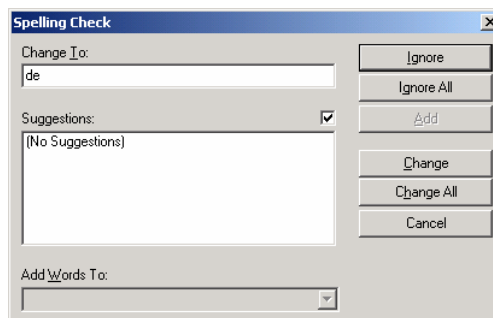 Spelling Check
Change To:
de
Suggestions:
(No Suggestions)
Add Words To:
Ignore
Ignore All
Add
Change
Change All
Cancel